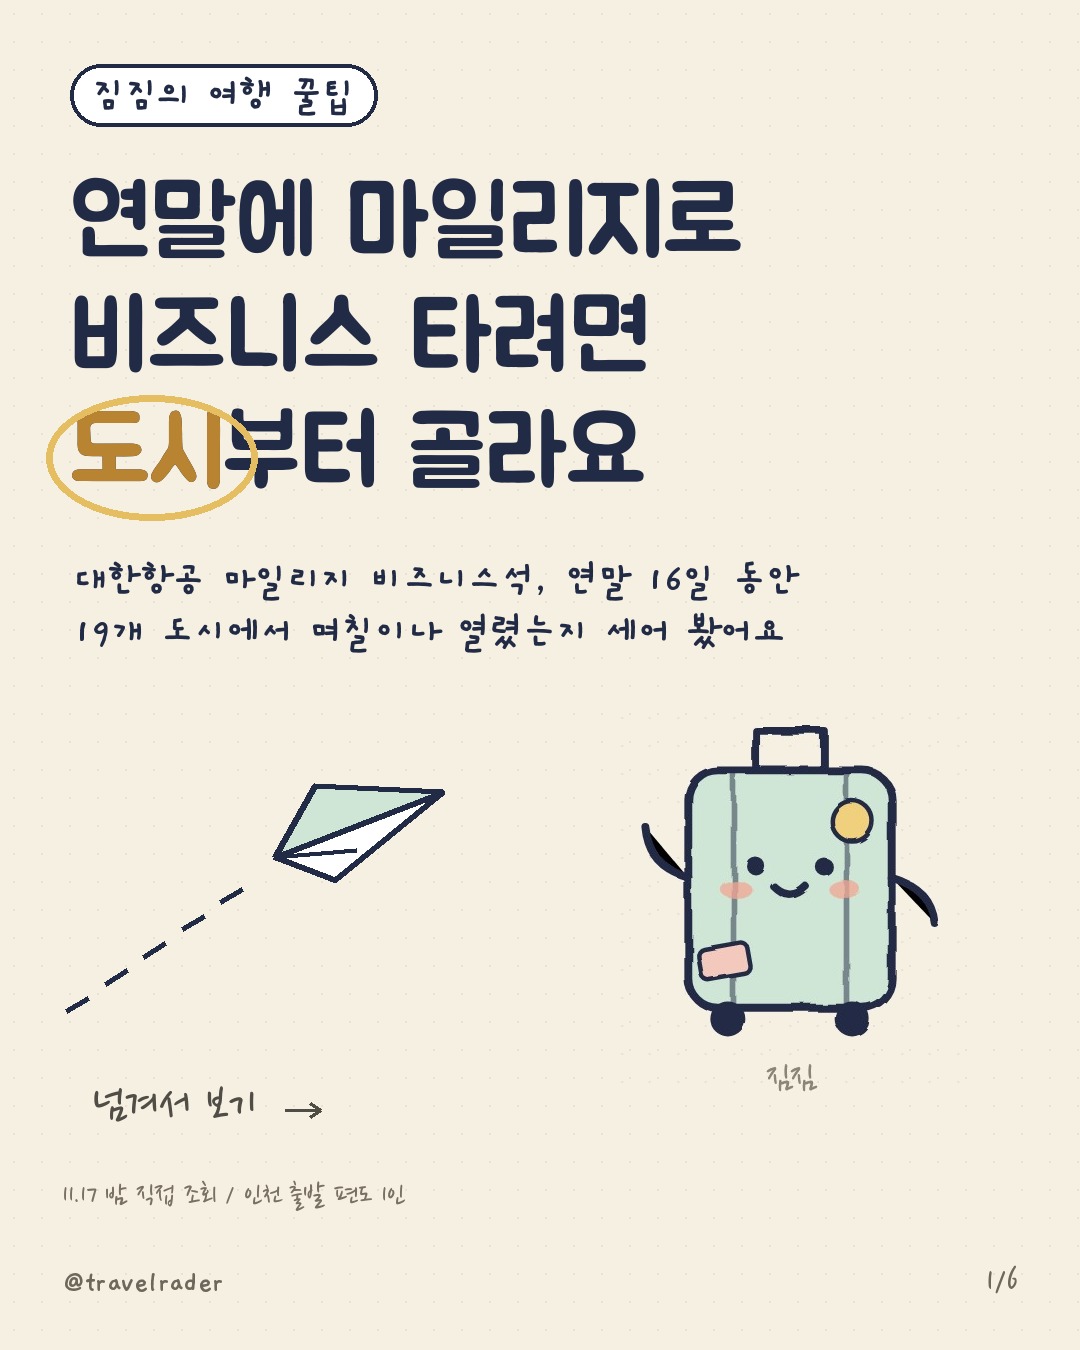 짐짐의 여행 꿀팁
연말에 마일리지로
비즈니스 타려면
도시부터 골라요
대한항공 마일리지 비즈니스석, 연말 16일 동안
19개 도시에서 며칠이나 열렸는지 세어 봤어요
짐짐
넘겨서 보기 →
11.17 밤 직접 조회 / 인천 출발 편도 1인
@travelrader
1/6